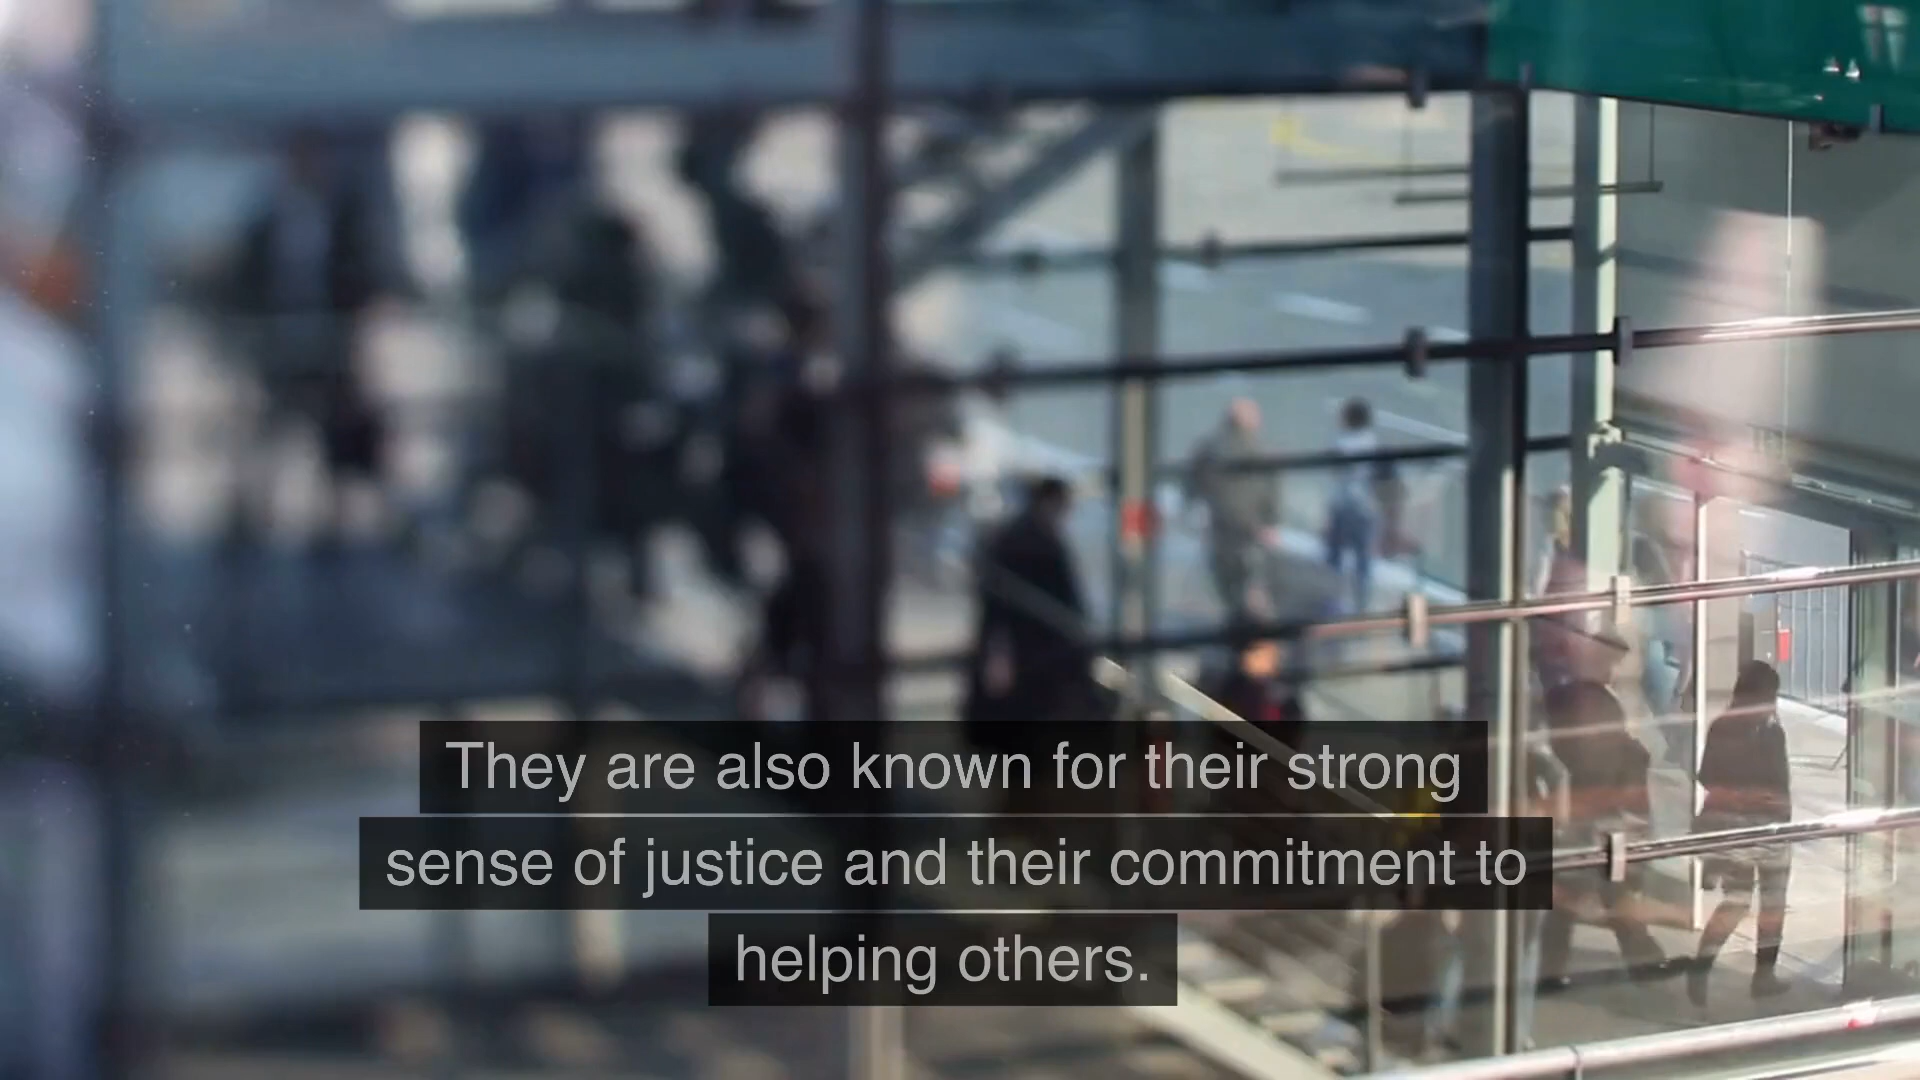 They are also known for their strong
sense of justice and their commitment to
helping others.